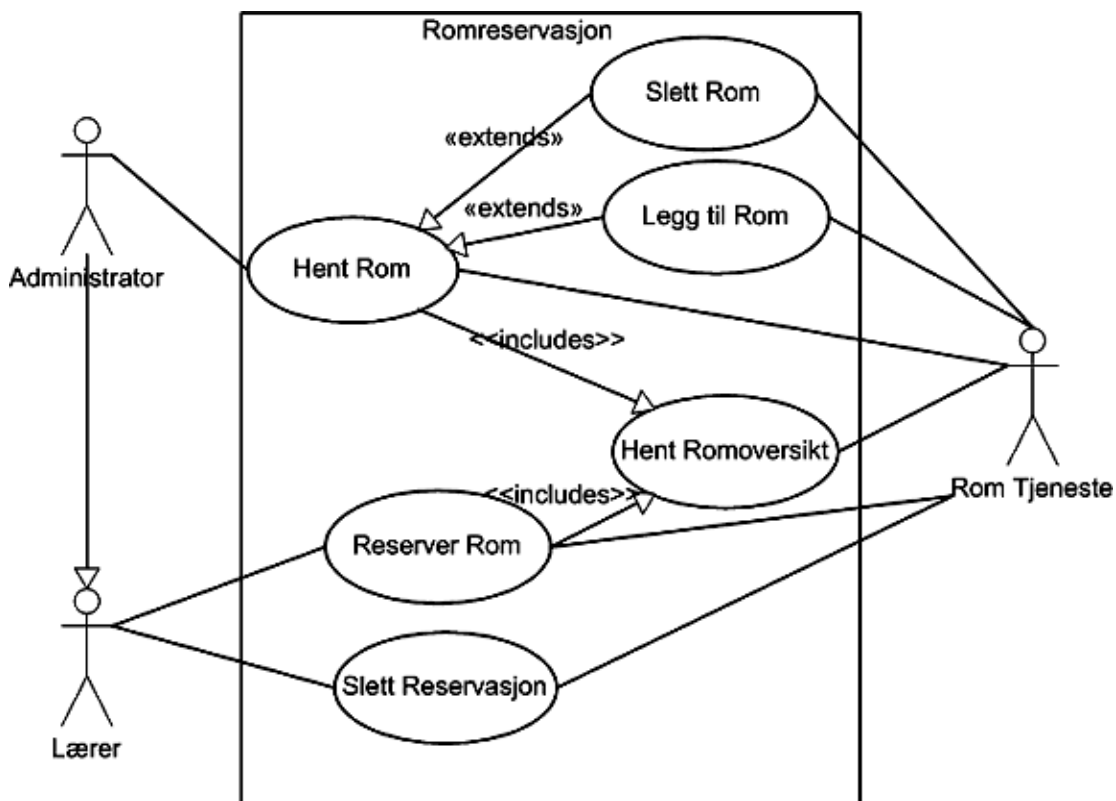 Romreservasjon
Slett Rom
«extends»
Legg til Rom
«extends»
Administrator
Hent Rom
<<includes>>
Hent Romoversikt
Rom Tjeneste
<<includes>>
Reserver Rom
Slett Reservasjon
Lærer